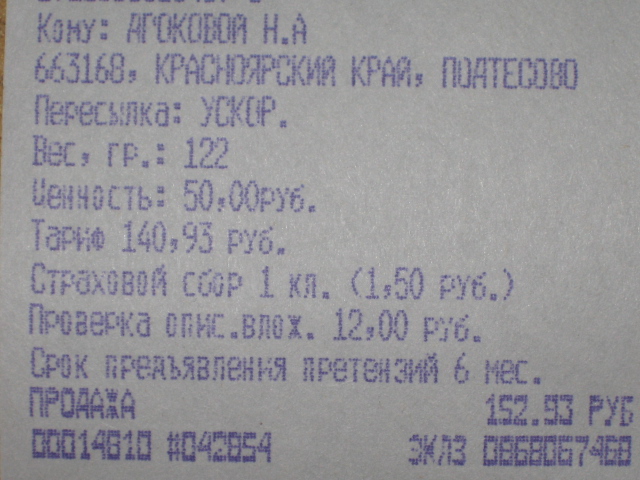 Кому: АГОКОВОЙ Н.А
663168, КРАСНОЯРСКИЙ КРАЙ, ПОДТЕСОВО
Пересылка: УСКОР.
Вес, гр.: 122
Ценность: 50,00руб.
Тариф 140,93 руб.
Страховой сбор 1 кл. (1,50 руб.)
Проверка опис.влож. 12,00 руб.
Срок предъявления претензий 6 мес.
ПРОДАЖА 152.93 РУБ
00014810 #042854 ЭКЛЗ 0868067468